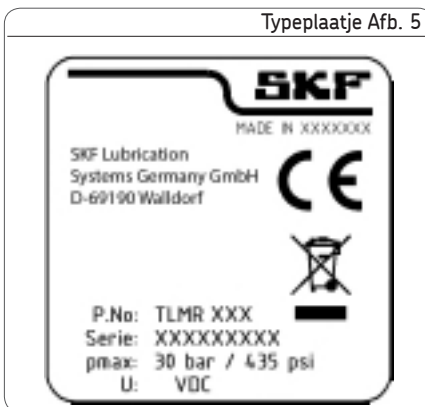 Typeplaatje Afb. 5
SKF
MADE IN XXXXXXX
SKF Lubrication
Systems Germany GmbH
D-69190 Walldorf
CE
P.No: TLMR XXX
Serie: XXXXXXXXX
pmax: 30 bar / 435 psi
U: VDC